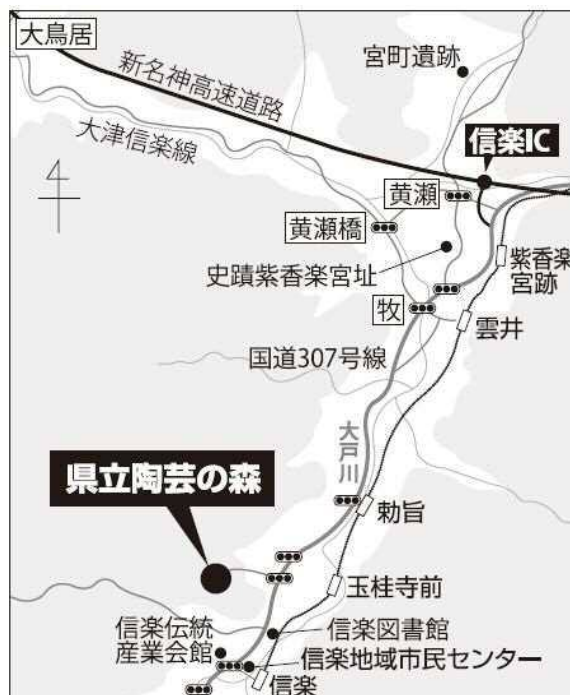 大鳥居
新名神高速道路
宮町遺跡
大津信楽線
信楽IC
黄瀬
黄瀬橋
史蹟紫香楽宮址
紫香楽
宮跡
牧
雲井
国道307号線
大戸川
県立陶芸の森
勅旨
玉桂寺前
信楽伝統
産業会館
信楽図書館
信楽地域市民センター
信楽